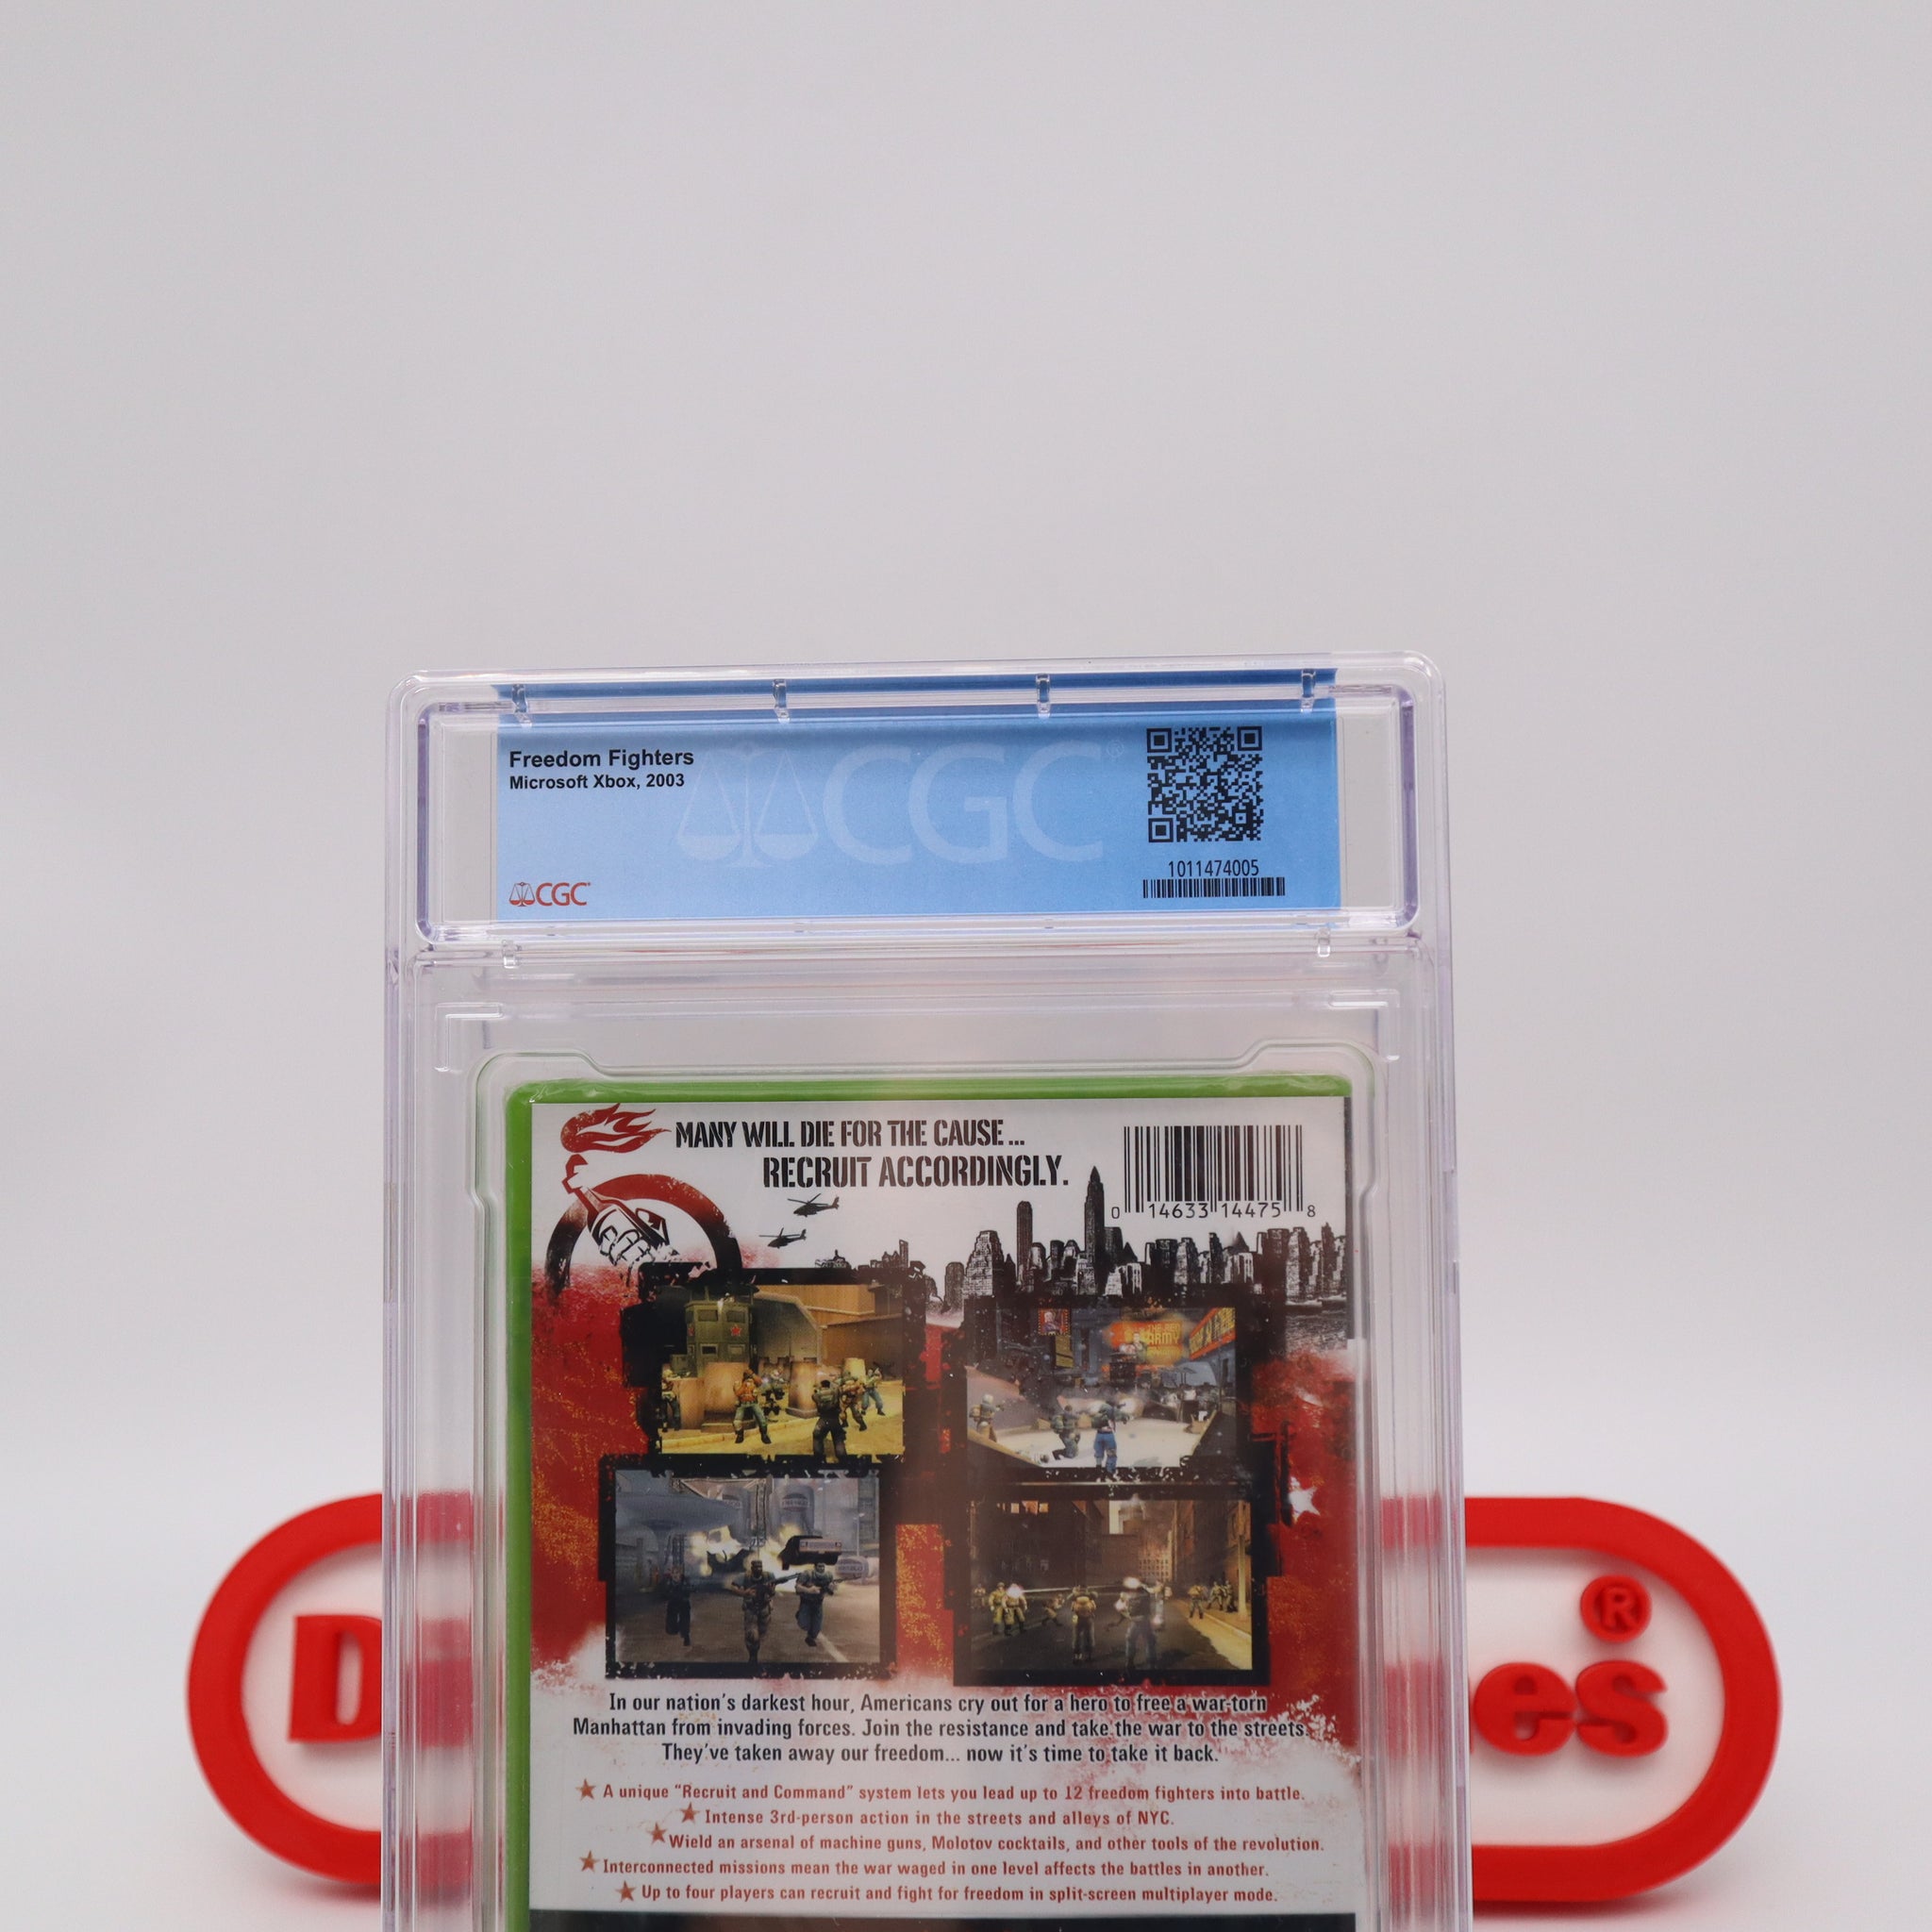 Freedom Fighters
Microsoft Xbox, 2003
CGC®
CGC
1011474005
MANY WILL DIE FOR THE CAUSE...
RECRUIT ACCORDINGLY.
0 14633 14475 8
ARMY
In our nation's darkest hour, Americans cry out for a hero to free a war-torn
Manhattan from invading forces. Join the resistance and take the war to the streets.
They've taken away our freedom... now it's time to take it back.
★ A unique "Recruit and Command" system lets you lead up to 12 freedom fighters into battle.
★ Intense 3rd-person action in the streets and alleys of NYC.
★ Wield an arsenal of machine guns, Molotov cocktails, and other tools of the revolution.
★ Interconnected missions mean the war waged in one level affects the battles in another.
★ Up to four players can recruit and fight for freedom in split-screen multiplayer mode.
D
es®